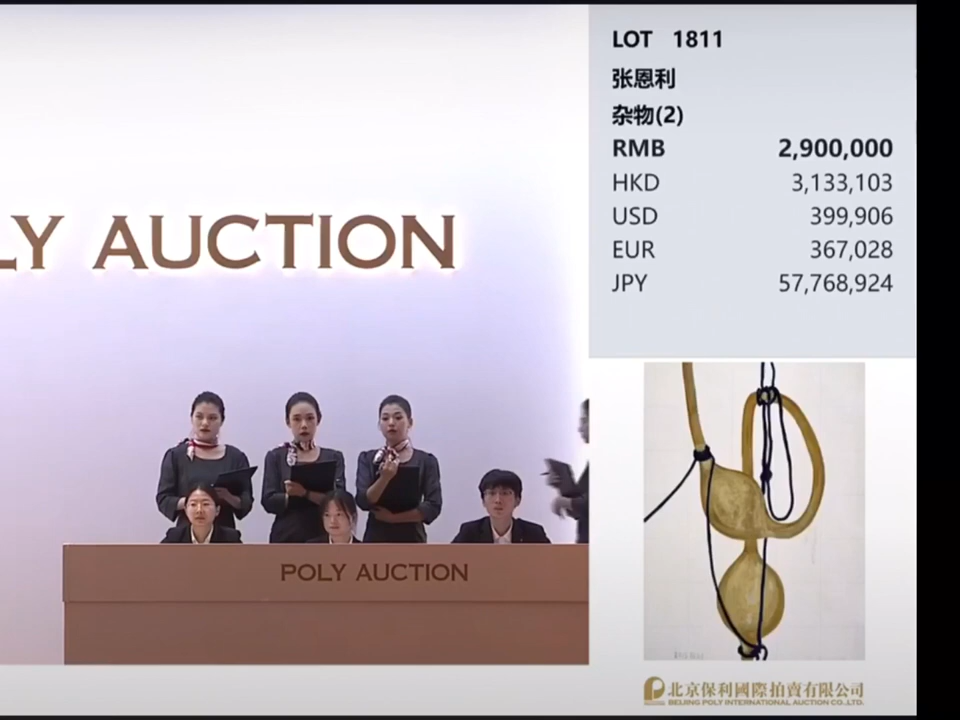 LY AUCTION
POLY AUCTION
LOT 1811
张恩利
杂物(2)
RMB 2,900,000
HKD 3,133,103
USD 399,906
EUR 367,028
JPY 57,768,924
北京保利國際拍賣有限公司
BEIJING POLY INTERNATIONAL AUCTION CO.,LTD.